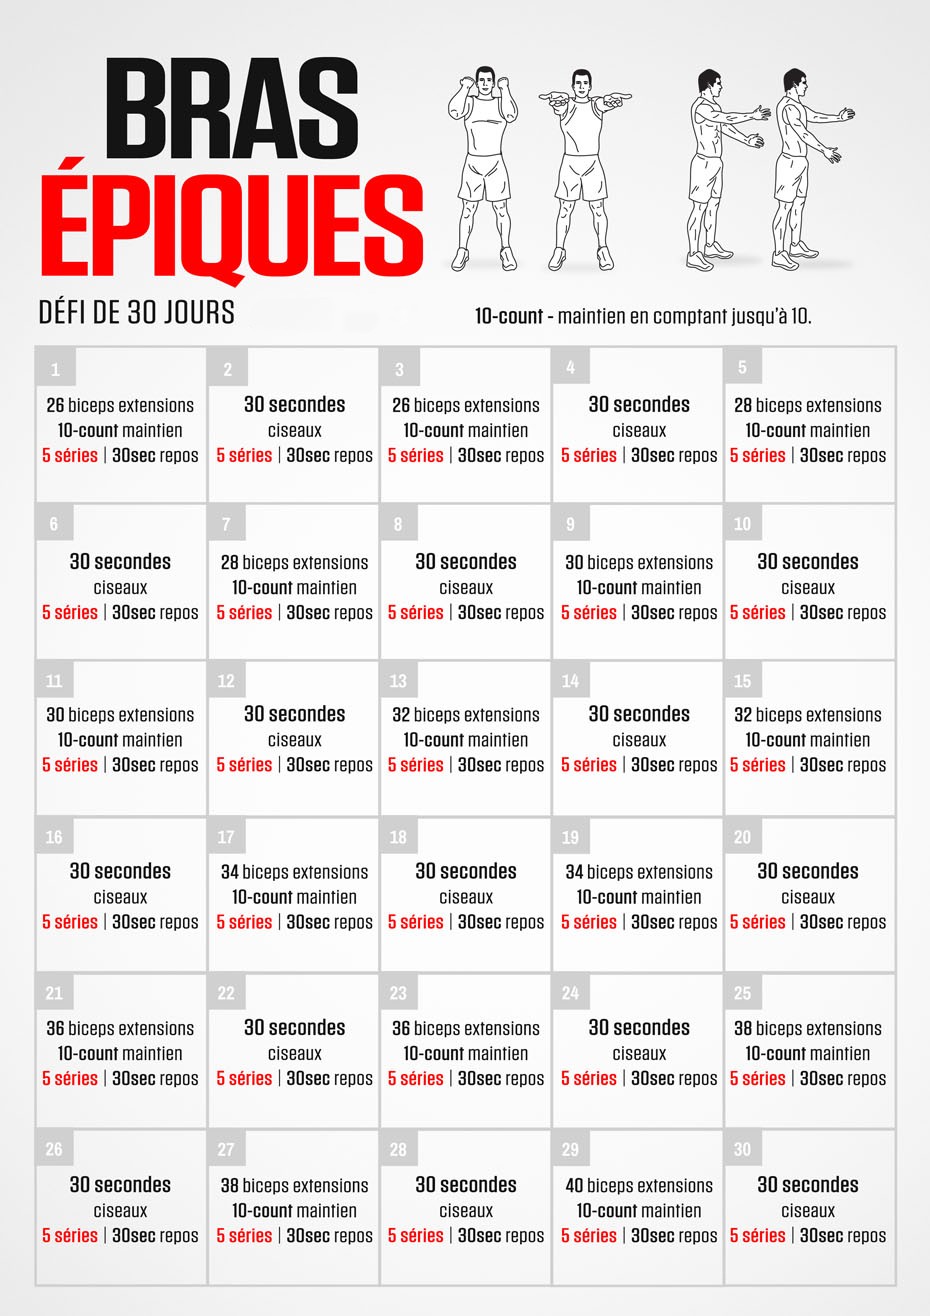 BRAS
ÉPIQUES
DÉFI DE 30 JOURS
10-count - maintien en comptant jusqu'à 10.
1
26 biceps extensions
10-count maintien
5 séries | 30sec repos
2
30 secondes
ciseaux
5 séries | 30sec repos
3
26 biceps extensions
10-count maintien
5 séries | 30sec repos
4
30 secondes
ciseaux
5 séries | 30sec repos
5
28 biceps extensions
10-count maintien
5 séries | 30sec repos
6
30 secondes
ciseaux
5 séries | 30sec repos
7
28 biceps extensions
10-count maintien
5 séries | 30sec repos
8
30 secondes
ciseaux
5 séries | 30sec repos
9
30 biceps extensions
10-count maintien
5 séries | 30sec repos
10
30 secondes
ciseaux
5 séries | 30sec repos
11
30 biceps extensions
10-count maintien
5 séries | 30sec repos
12
30 secondes
ciseaux
5 séries | 30sec repos
13
32 biceps extensions
10-count maintien
5 séries | 30sec repos
14
30 secondes
ciseaux
5 séries | 30sec repos
15
32 biceps extensions
10-count maintien
5 séries | 30sec repos
16
30 secondes
ciseaux
5 séries | 30sec repos
17
34 biceps extensions
10-count maintien
5 séries | 30sec repos
18
30 secondes
ciseaux
5 séries | 30sec repos
19
34 biceps extensions
10-count maintien
5 séries | 30sec repos
20
30 secondes
ciseaux
5 séries | 30sec repos
21
36 biceps extensions
10-count maintien
5 séries | 30sec repos
22
30 secondes
ciseaux
5 séries | 30sec repos
23
36 biceps extensions
10-count maintien
5 séries | 30sec repos
24
30 secondes
ciseaux
5 séries | 30sec repos
25
38 biceps extensions
10-count maintien
5 séries | 30sec repos
26
30 secondes
ciseaux
5 séries | 30sec repos
27
38 biceps extensions
10-count maintien
5 séries | 30sec repos
28
30 secondes
ciseaux
5 séries | 30sec repos
29
40 biceps extensions
10-count maintien
5 séries | 30sec repos
30
30 secondes
ciseaux
5 séries | 30sec repos